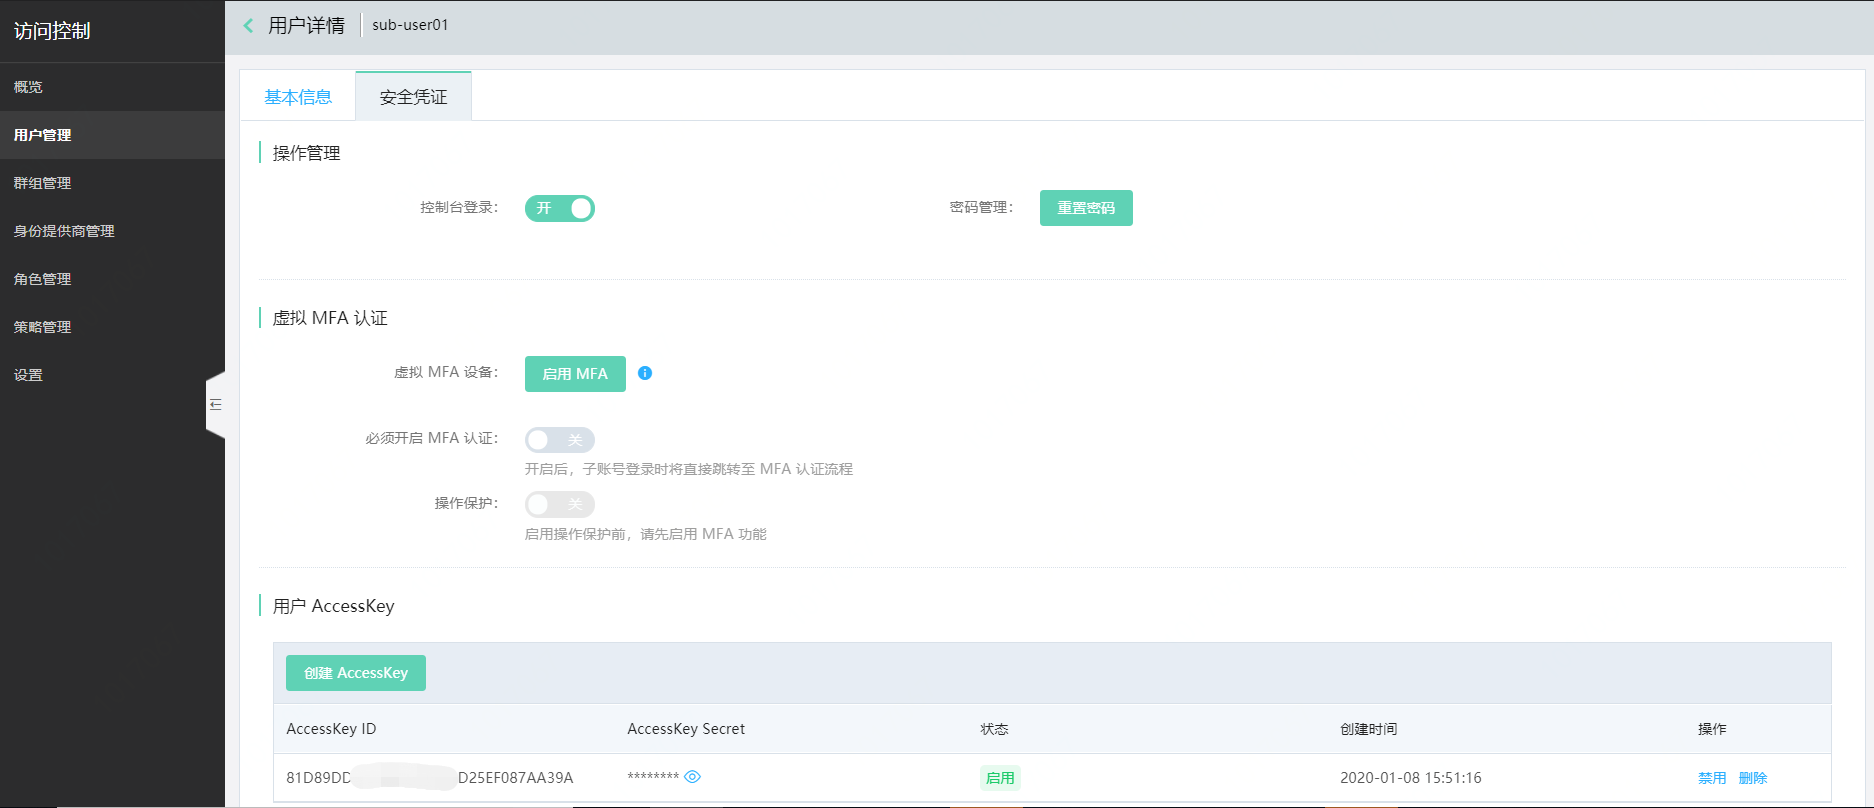 访问控制
概览
用户管理
群组管理
身份提供商管理
角色管理
策略管理
设置
用户详情 sub-user01
基本信息 安全凭证
操作管理
控制台登录： 开 密码管理： 重置密码
虚拟 MFA 认证
虚拟 MFA 设备： 启用 MFA
必须开启 MFA 认证： 关
开启后，子账号登录时将直接跳转至 MFA 认证流程
操作保护： 关
启用操作保护前，请先启用 MFA 功能
用户 AccessKey
创建 AccessKey
AccessKey ID AccessKey Secret 状态 创建时间 操作
81D89DD D25EF087AA39A ******** 启用 2020-01-08 15:51:16 禁用 删除